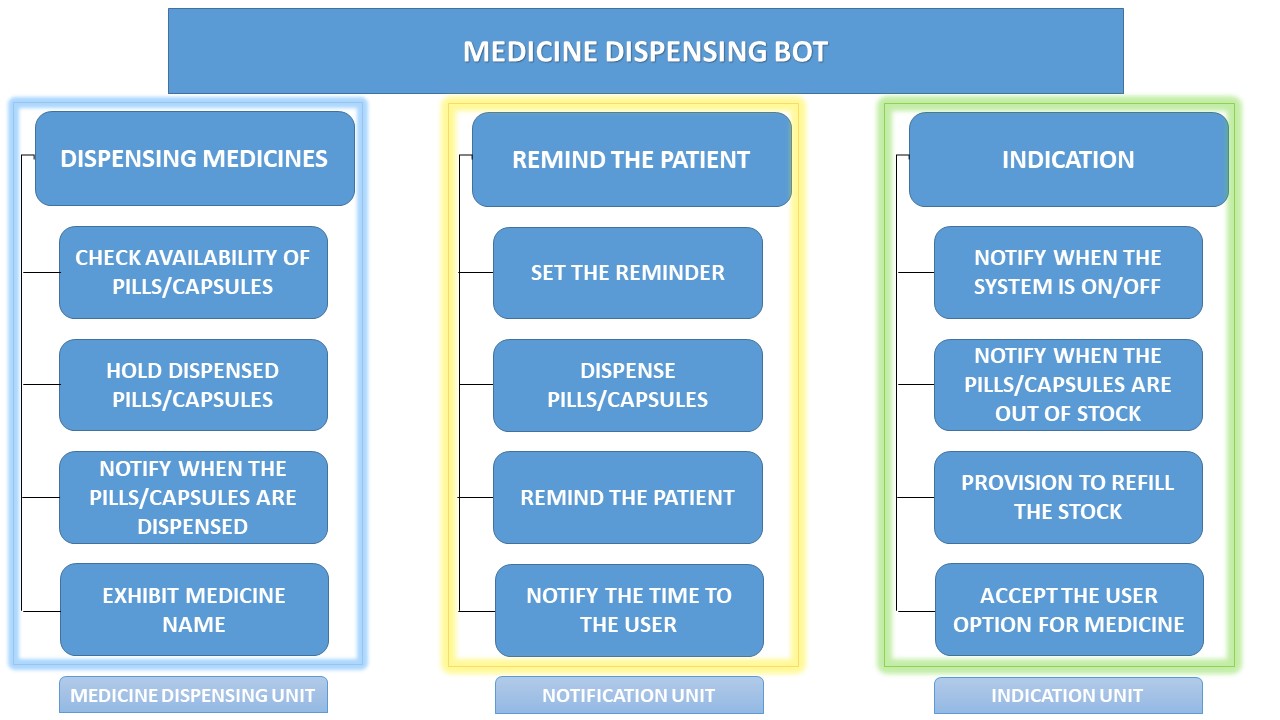 MEDICINE DISPENSING BOT
DISPENSING MEDICINES
CHECK AVAILABILITY OF
PILLS/CAPSULES
HOLD DISPENSED
PILLS/CAPSULES
NOTIFY WHEN THE
PILLS/CAPSULES ARE
DISPENSED
EXHIBIT MEDICINE
NAME
MEDICINE DISPENSING UNIT
REMIND THE PATIENT
SET THE REMINDER
DISPENSE
PILLS/CAPSULES
REMIND THE PATIENT
NOTIFY THE TIME TO
THE USER
NOTIFICATION UNIT
INDICATION
NOTIFY WHEN THE
SYSTEM IS ON/OFF
NOTIFY WHEN THE
PILLS/CAPSULES ARE
OUT OF STOCK
PROVISION TO REFILL
THE STOCK
ACCEPT THE USER
OPTION FOR MEDICINE
INDICATION UNIT